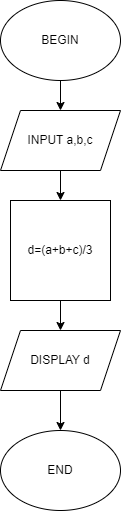 BEGIN
INPUT a,b,c
d=(a+b+c)/3
DISPLAY d
END